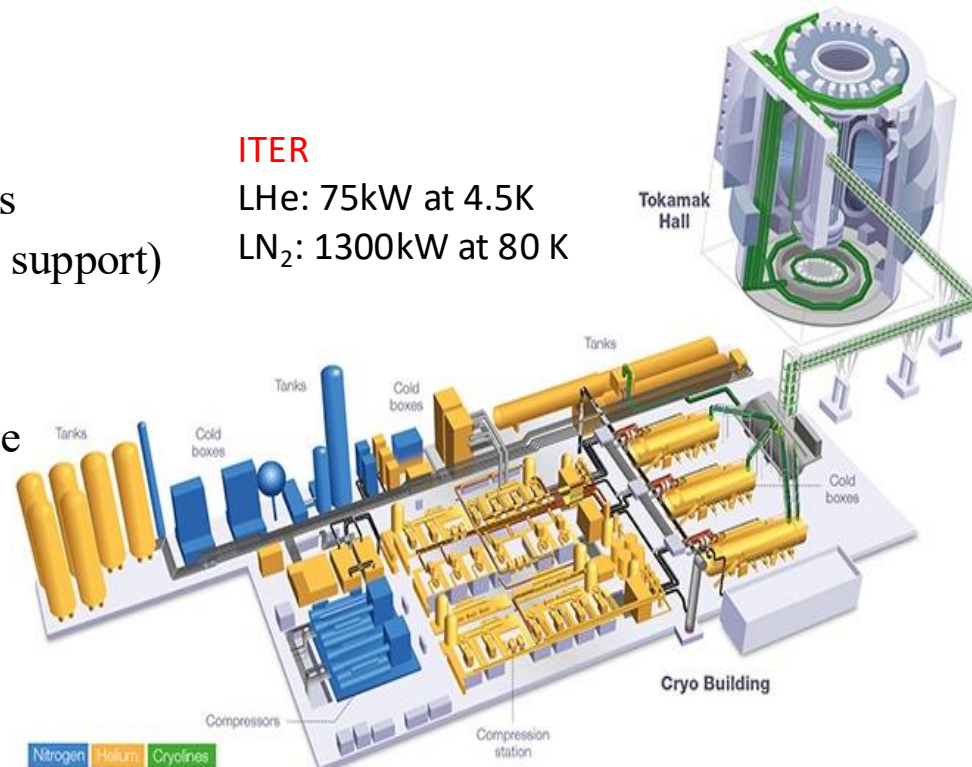 ITER
s
LHe: 75kW at 4.5K
support)
LN₂: 1300kW at 80 K
e
Tokamak
Hall
Tanks
Tanks
Cold
boxes
Tanks
Cold
boxes
Cold
boxes
Cryo Building
Compressors
Compression
station
Nitrogen Helium Cryolines